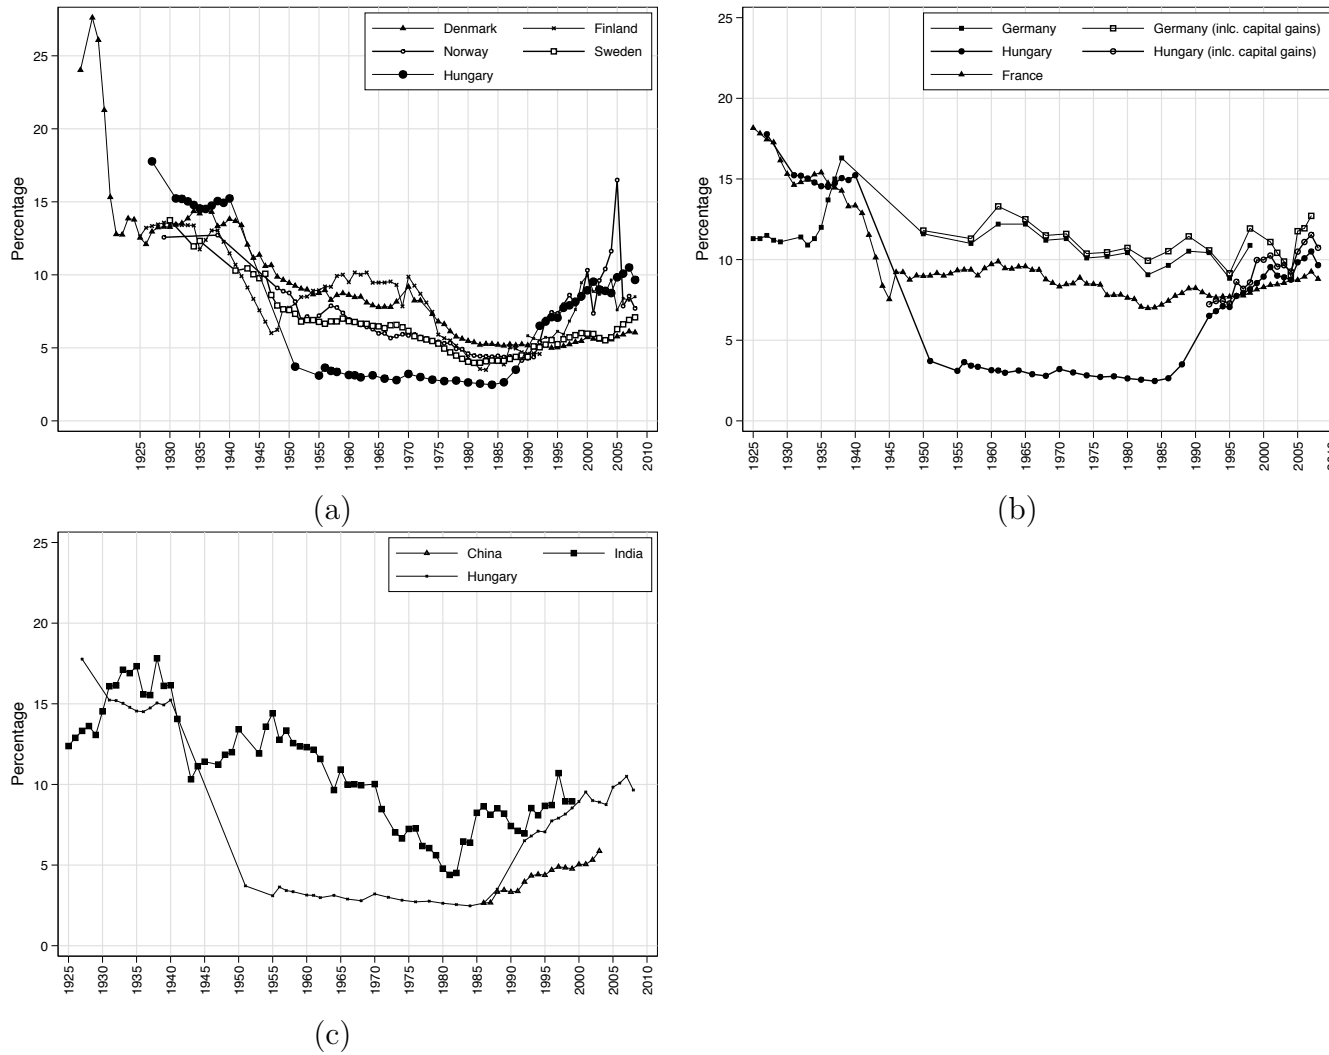 Denmark Finland
Norway Sweden
Hungary
Percentage
25
20
15
10
5
0
1925 1930 1935 1940 1945 1950 1955 1960 1965 1970 1975 1980 1985 1990 1995 2000 2005 2010
(a)
Germany Germany (inlc. capital gains)
Hungary Hungary (inlc. capital gains)
France
Percentage
25
20
15
10
5
0
1925 1930 1935 1940 1945 1950 1955 1960 1965 1970 1975 1980 1985 1990 1995 2000 2005
(b)
China India
Hungary
Percentage
25
20
15
10
5
0
1925 1930 1935 1940 1945 1950 1955 1960 1965 1970 1975 1980 1985 1990 1995 2000 2005 2010
(c)